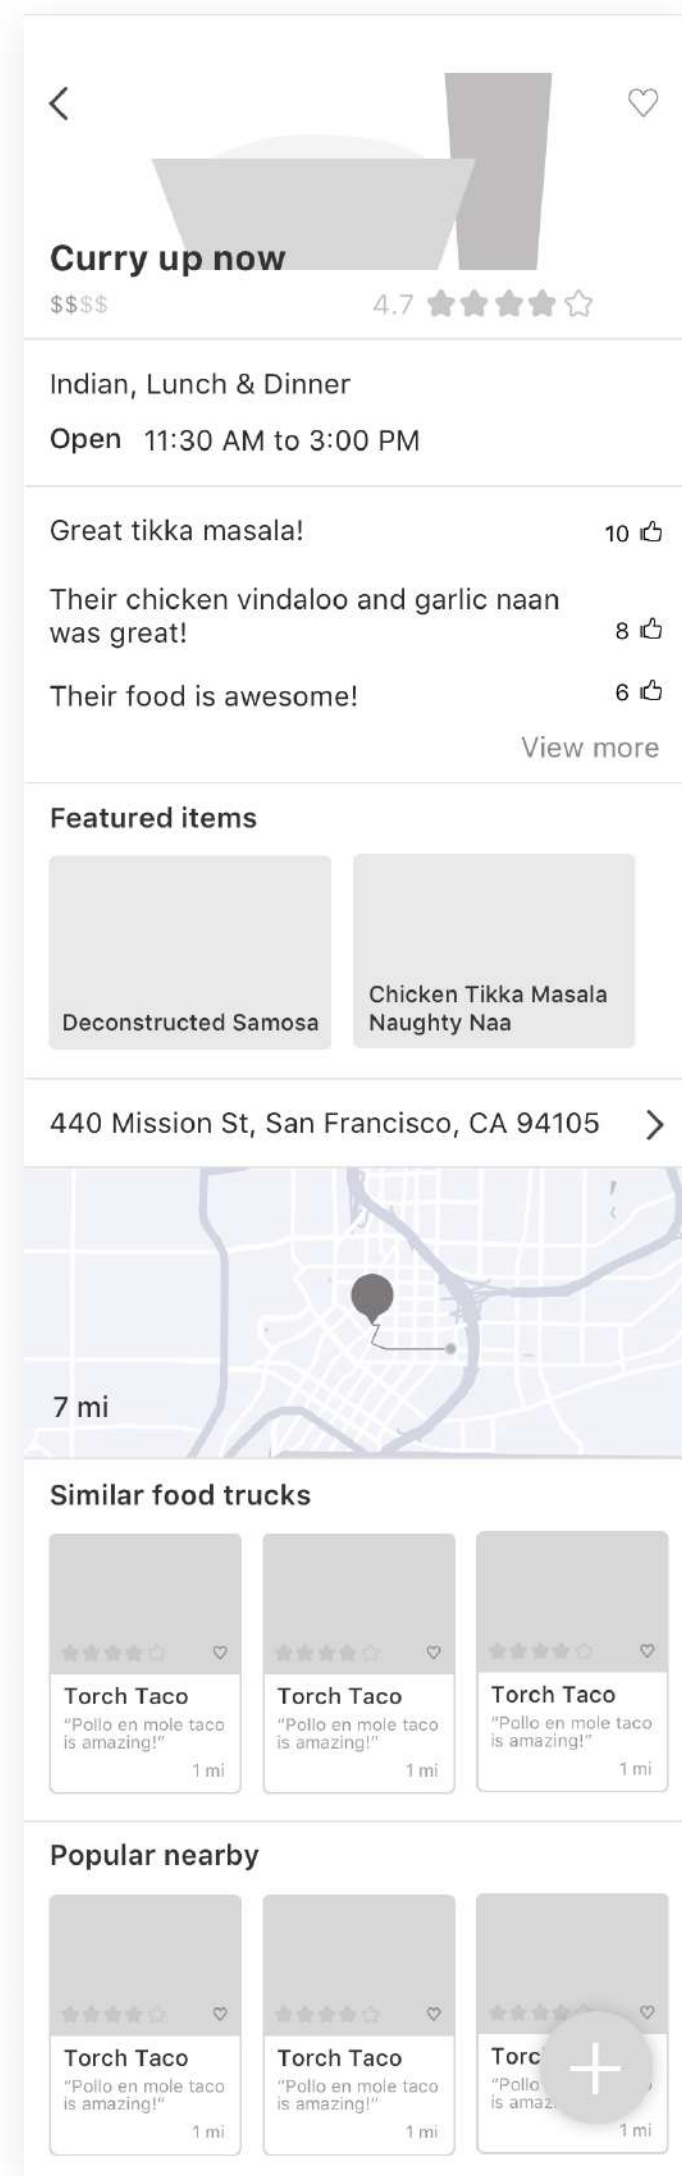 Curry up now
$$$$
4.7
Indian, Lunch & Dinner
Open 11:30 AM to 3:00 PM
Great tikka masala!
10
Their chicken vindaloo and garlic naan
was great!
8
Their food is awesome!
6
View more
Featured items
Deconstructed Samosa
Chicken Tikka Masala
Naughty Naa
440 Mission St, San Francisco, CA 94105
7 mi
Similar food trucks
Torch Taco
"Pollo en mole taco
is amazing!"
1 mi
Torch Taco
"Pollo en mole taco
is amazing!"
1 mi
Torch Taco
"Pollo en mole taco
is amazing!"
1 mi
Popular nearby
Torch Taco
"Pollo en mole taco
is amazing!"
1 mi
Torch Taco
"Pollo en mole taco
is amazing!"
1 mi
Torc
"Pollo
is amaz
1 mi